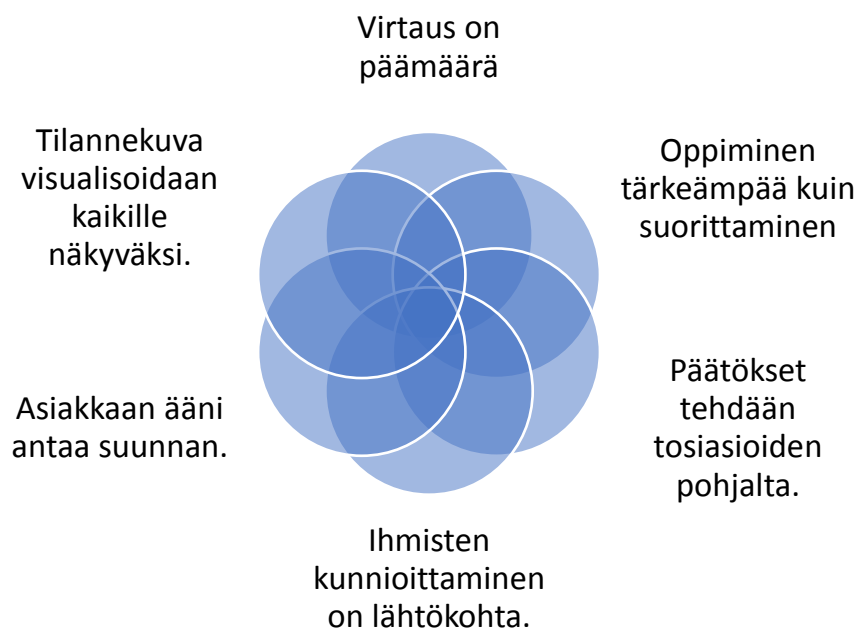 Virtaus on
päämäärä
Oppiminen
tärkeämpää kuin
suorittaminen
Päätökset
tehdään
tosiasioiden
pohjalta.
Ihmisten
kunnioittaminen
on lähtökohta.
Asiakkaan ääni
antaa suunnan.
Tilannekuva
visualisoidaan
kaikille
näkyväksi.